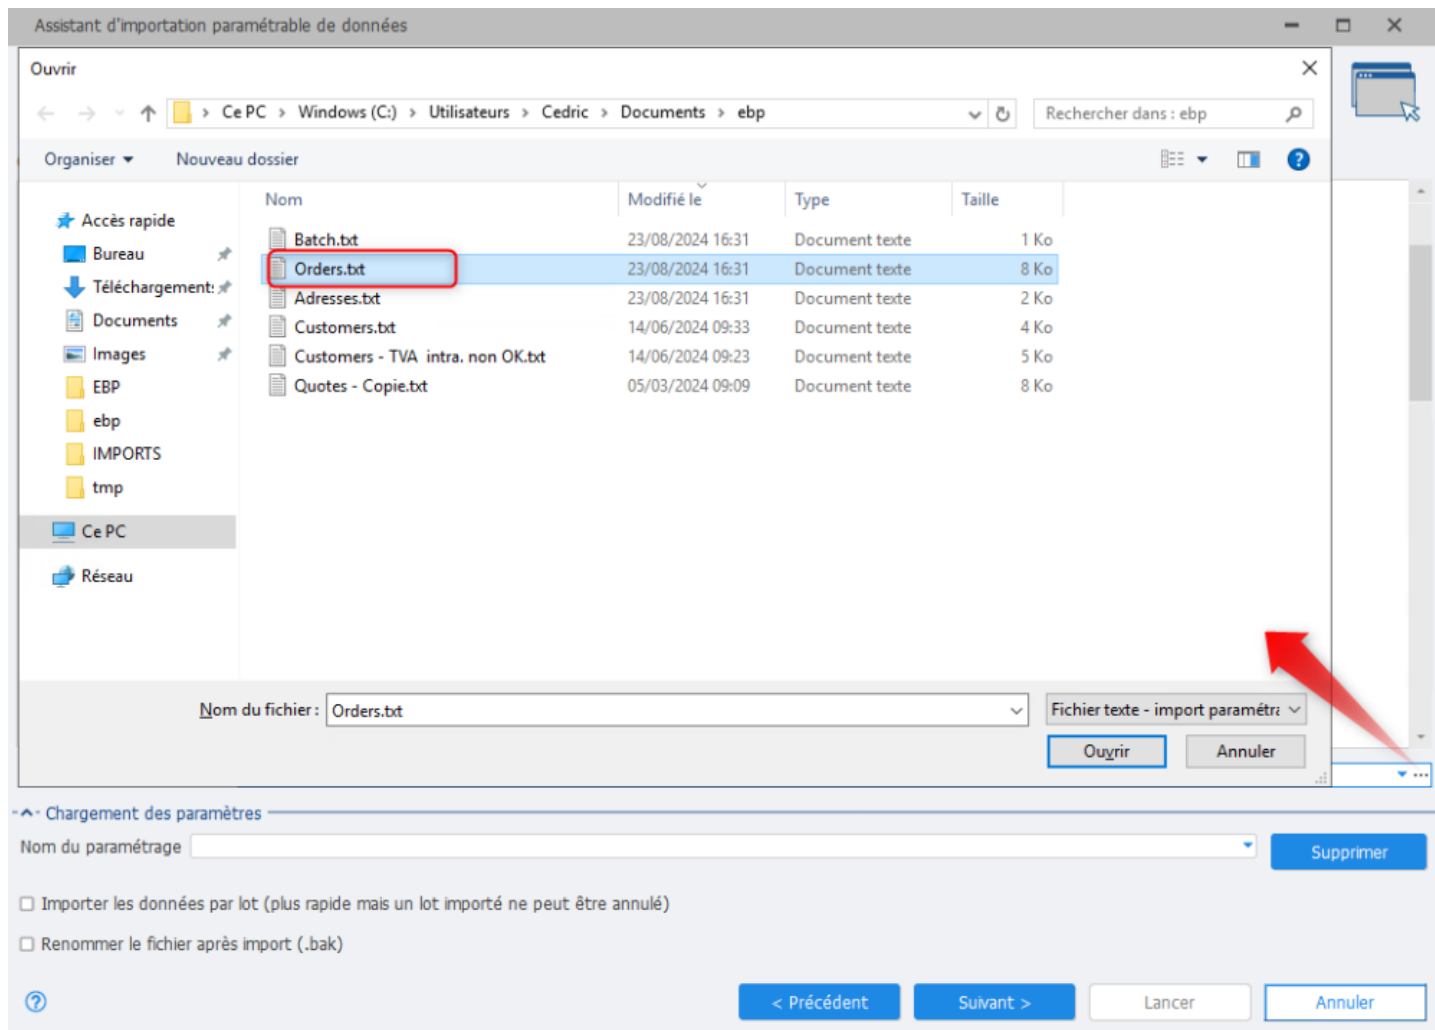 Assistant d'importation paramétrable de données
Ouvrir
Ce PC > Windows (C:) > Utilisateurs > Cedric > Documents > ebp
Rechercher dans : ebp
Organiser
Nouveau dossier
Nom Modifié le Type Taille
Accès rapide
Bureau
Téléchargement
Documents
Images
EBP
ebp
IMPORTS
tmp
Ce PC
Réseau
Batch.txt 23/08/2024 16:31 Document texte 1 Ko
Orders.txt 23/08/2024 16:31 Document texte 8 Ko
Adresses.txt 23/08/2024 16:31 Document texte 2 Ko
Customers.txt 14/06/2024 09:33 Document texte 4 Ko
Customers - TVA intra. non OK.txt 14/06/2024 09:23 Document texte 5 Ko
Quotes - Copie.txt 05/03/2024 09:09 Document texte 8 Ko
Nom du fichier : Orders.txt
Fichier texte - import paramétra
Ouvrir
Annuler
Chargement des paramètres
Nom du paramétrage
Supprimer
Importer les données par lot (plus rapide mais un lot importé ne peut être annulé)
Renommer le fichier après import (.bak)
< Précédent
Suivant >
Lancer
Annuler